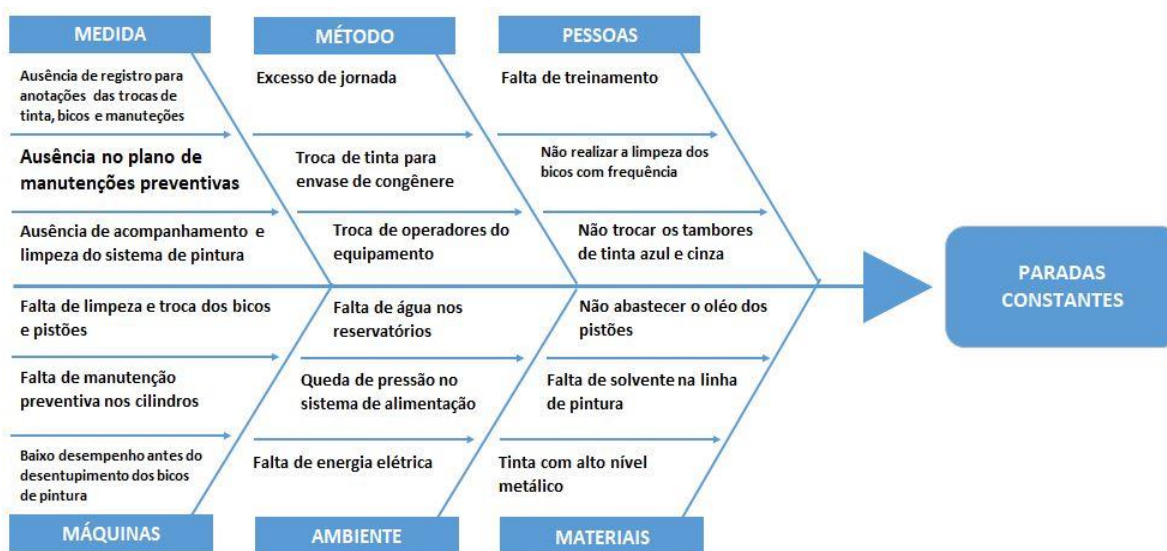 MEDIDA
MÉTODO
PESSOAS
Ausência de registro para
anotações das trocas de
tinta, bicos e manuteções
Excesso de jornada
Falta de treinamento
Ausência no plano de
manutenções preventivas
Troca de tinta para
envase de congênere
Não realizar a limpeza dos
bicos com frequência
Ausência de acompanhamento e
limpeza do sistema de pintura
Troca de operadores do
equipamento
Não trocar os tambores
de tinta azul e cinza
PARADAS
CONSTANTES
Falta de limpeza e troca dos bicos
e pistões
Falta de água nos
reservatórios
Não abastecer o oléo dos
pistões
Falta de manutenção
preventiva nos cilindros
Queda de pressão no
sistema de alimentação
Falta de solvente na linha
de pintura
Baixo desempenho antes do
desentupimento dos bicos
de pintura
Falta de energia elétrica
Tinta com alto nível
metálico
MÁQUINAS
AMBIENTE
MATERIAIS